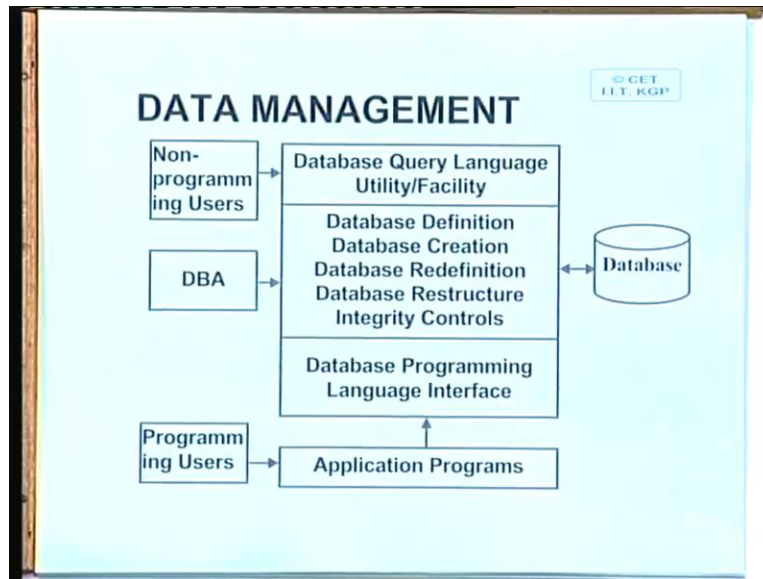 © CET
I.I.T. KGP
DATA MANAGEMENT
Non-
programm
ing Users
Database Query Language
Utility/Facility
DBA
Database Definition
Database Creation
Database Redefinition
Database Restructure
Integrity Controls
Database
Database Programming
Language Interface
Programm
ing Users
Application Programs